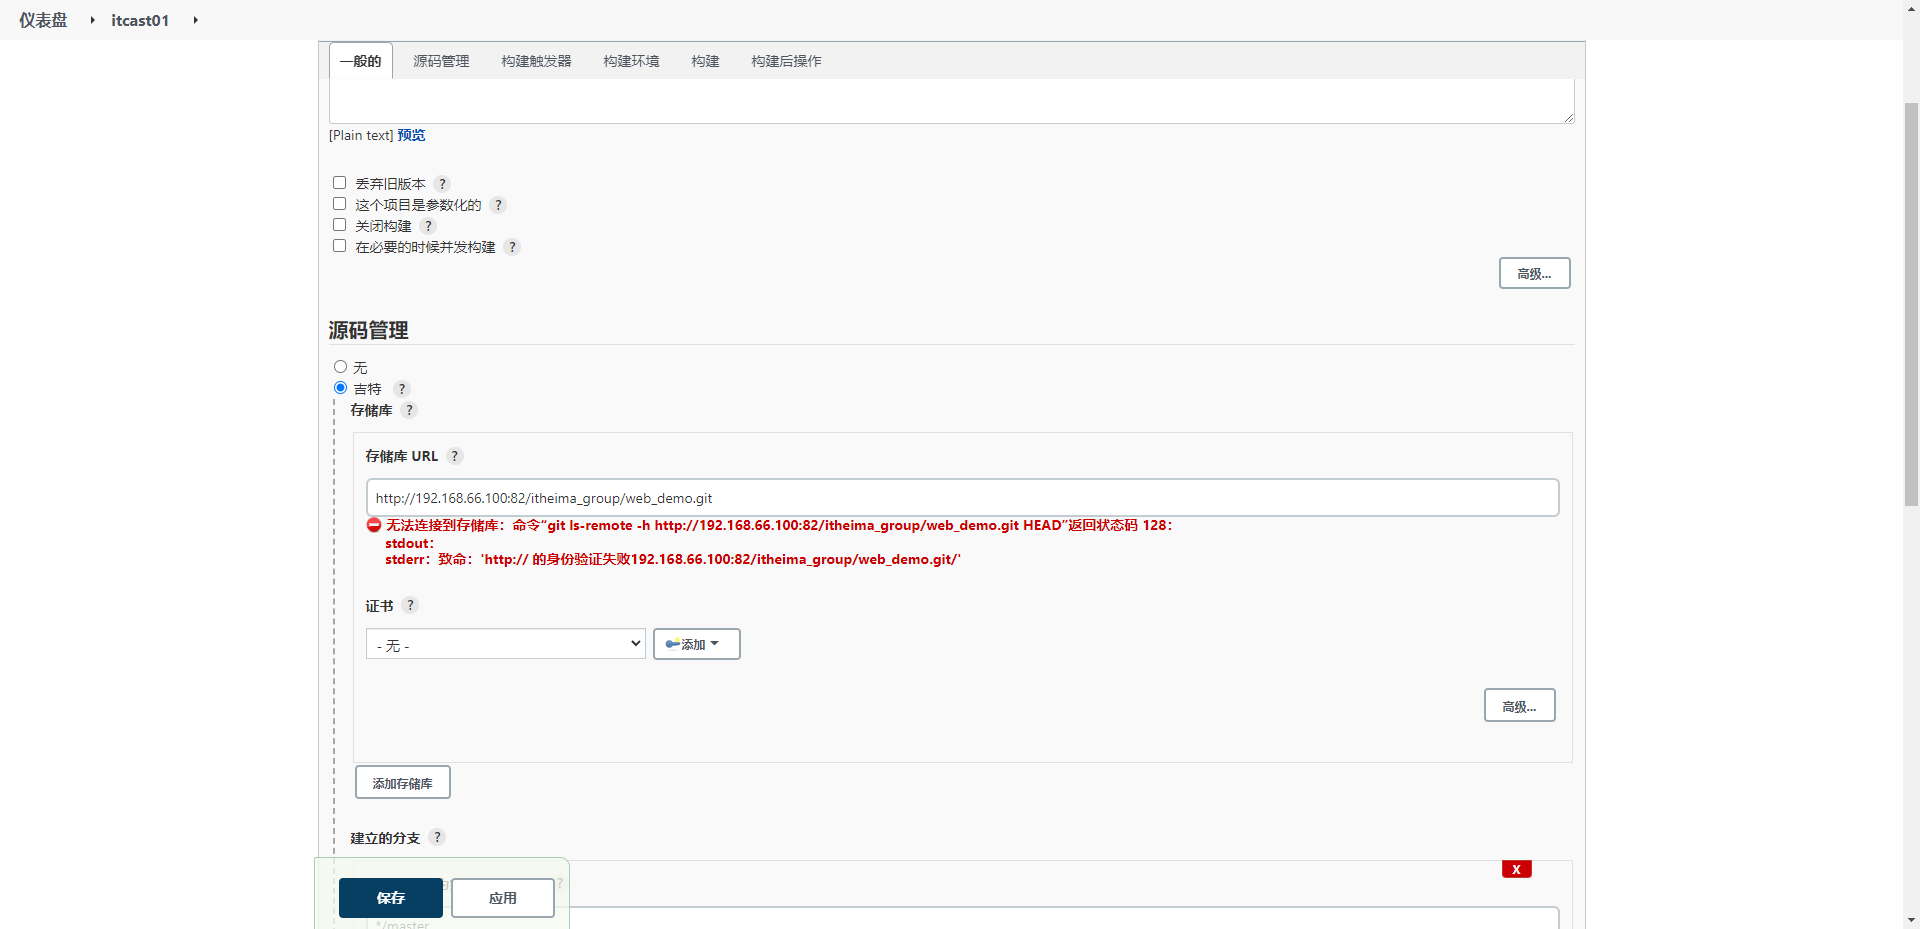 仪表盘 itcast01
一般的 源码管理 构建触发器 构建环境 构建 构建后操作
[Plain text] 预览
丢弃旧版本 ?
这个项目是参数化的 ?
关闭构建 ?
在必要的时候并发构建 ?
高级...
源码管理
无
吉特 ?
存储库 ?
存储库 URL ?
http://192.168.66.100:82/itheima_group/web_demo.git
无法连接到存储库：命令“git ls-remote -h http://192.168.66.100:82/itheima_group/web_demo.git HEAD”返回状态码 128：
stdout：
stderr：致命：'http:// 的身份验证失败192.168.66.100:82/itheima_group/web_demo.git/'
证书 ?
- 无 - 添加
高级...
添加存储库
建立的分支 ?
X
?
保存 应用
*/master